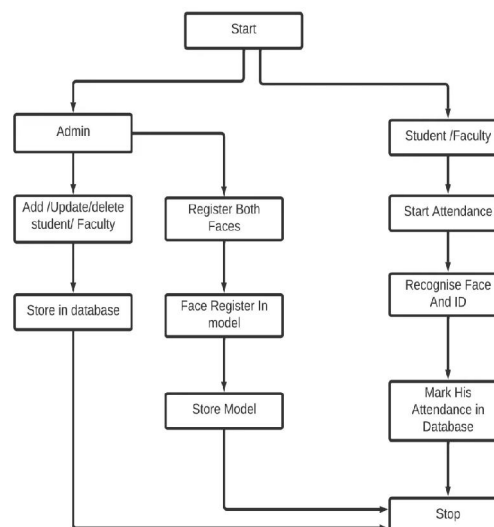 Start
Admin
Student /Faculty
Add /Update/delete
student/ Faculty
Register Both
Faces
Start Attendance
Store in database
Face Register In
model
Recognise Face
And ID
Store Model
Mark His
Attendance in
Database
Stop